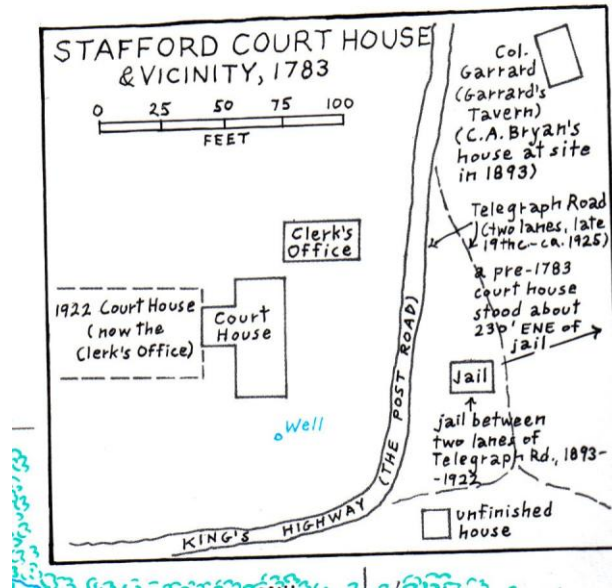 STAFFORD COURT HOUSE
& VICINITY, 1783
0 25 50 75 100
FEET
Col.
Garrard
(Garrard's
Tavern)
(C.A. Bryan's
house at site
in 1893)
Telegraph Road
(two lanes, late
19thc.-ca. 1925)
a pre-1783
court house
stood about
230' ENE of
jail
Clerk's
Office
1922 Court House
(now the
Clerk's Office)
Court
House
Jail
jail between
two lanes of
Telegraph Rd., 1893-
-1922
Well
KING'S HIGHWAY (THE POST ROAD)
unfinished
house